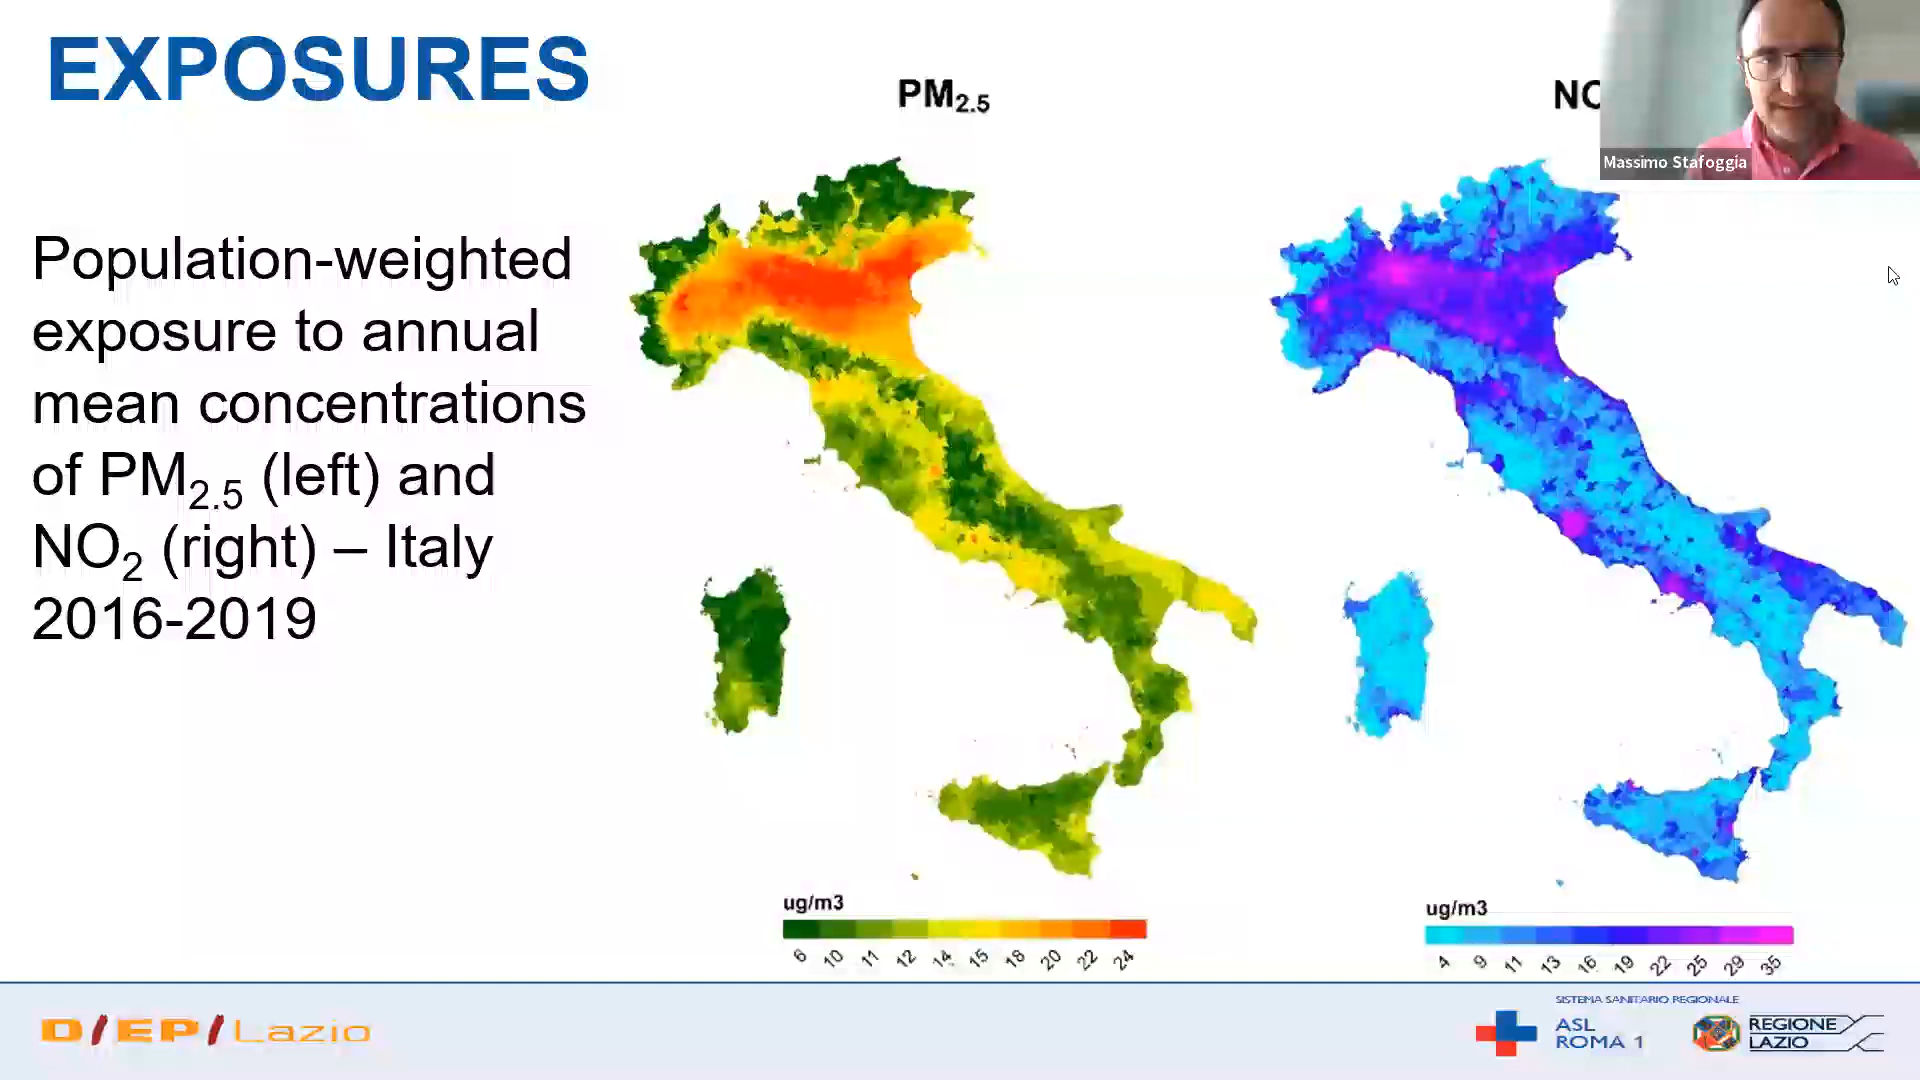 EXPOSURES
Population-weighted
exposure to annual
mean concentrations
of PM2.5 (left) and
NO2 (right) – Italy
2016-2019
PM2.5
NO
Massimo Stafoggia
ug/m3
6 10 11 12 14 15 18 20 22 24
ug/m3
4 9 11 13 16 19 22 25 29 35
D/EP/Lazio
SISTEMA SANITARIO REGIONALE
ASL
ROMA 1
REGIONE
LAZIO